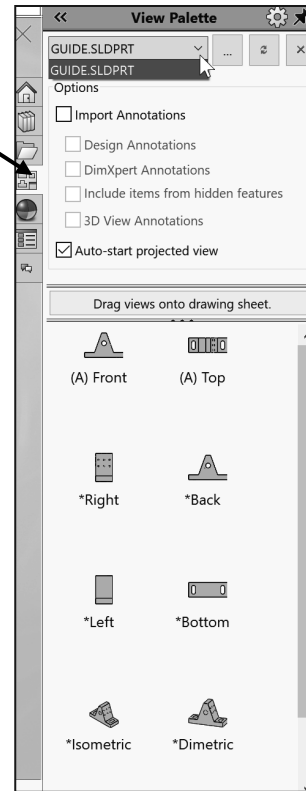 View Palette
GUIDE.SLDPRT
...
GUIDE.SLDPRT
Options
Import Annotations
Design Annotations
DimXpert Annotations
Include items from hidden features
3D View Annotations
Auto-start projected view
Drag views onto drawing sheet.
(A) Front (A) Top
*Right *Back
*Left *Bottom
*Isometric *Dimetric